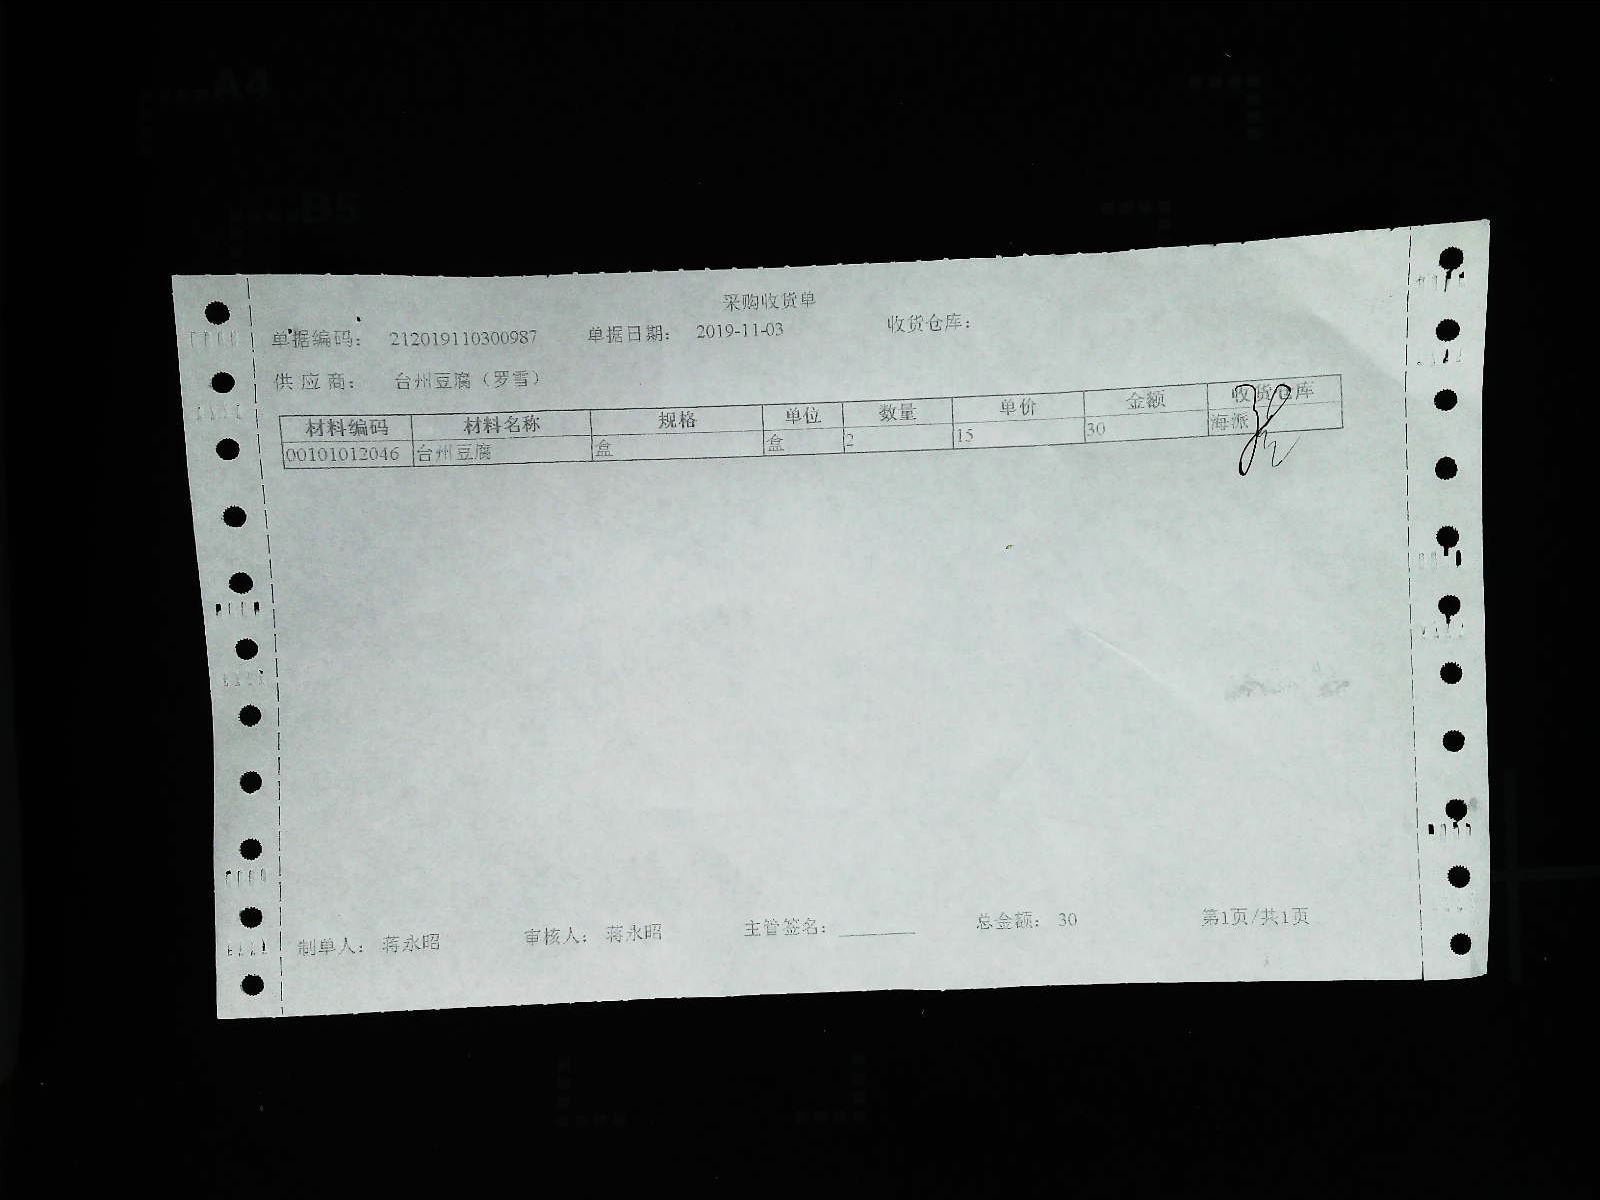 采购收货单
单据编码： 212019110300987 单据日期： 2019-11-03 收货仓库：
供 应 商： 台州豆腐（罗雪）
材料编码 材料名称 规格 单位 数量 单价 金额 收货仓库
00101012046 台州豆腐 盒 盒 2 15 30 海派
制单人： 蒋永昭 审核人： 蒋永昭 主管签名：________ 总金额： 30 第1页/共1页